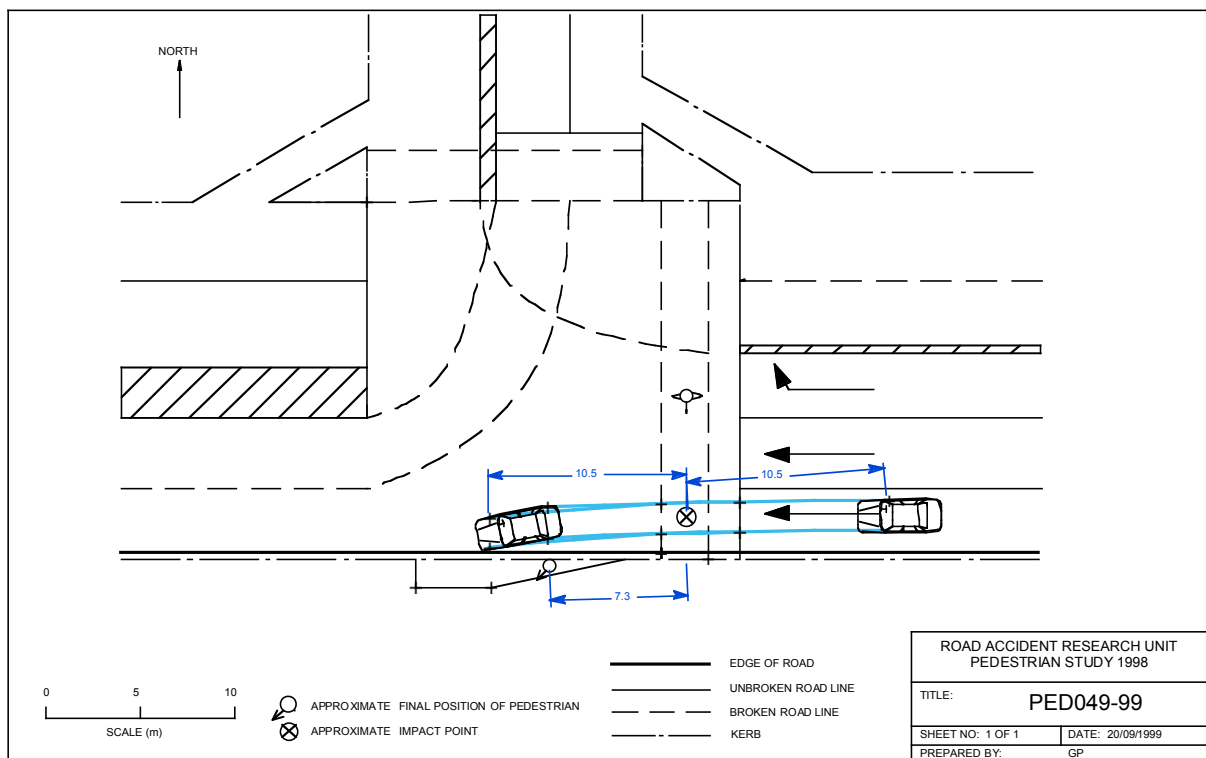 NORTH
10.5
10.5
7.3
0 5 10
SCALE (m)
APPROXIMATE FINAL POSITION OF PEDESTRIAN
APPROXIMATE IMPACT POINT
EDGE OF ROAD
UNBROKEN ROAD LINE
BROKEN ROAD LINE
KERB
ROAD ACCIDENT RESEARCH UNIT
PEDESTRIAN STUDY 1998
TITLE: PED049-99
SHEET NO: 1 OF 1 DATE: 20/09/1999
PREPARED BY: GP